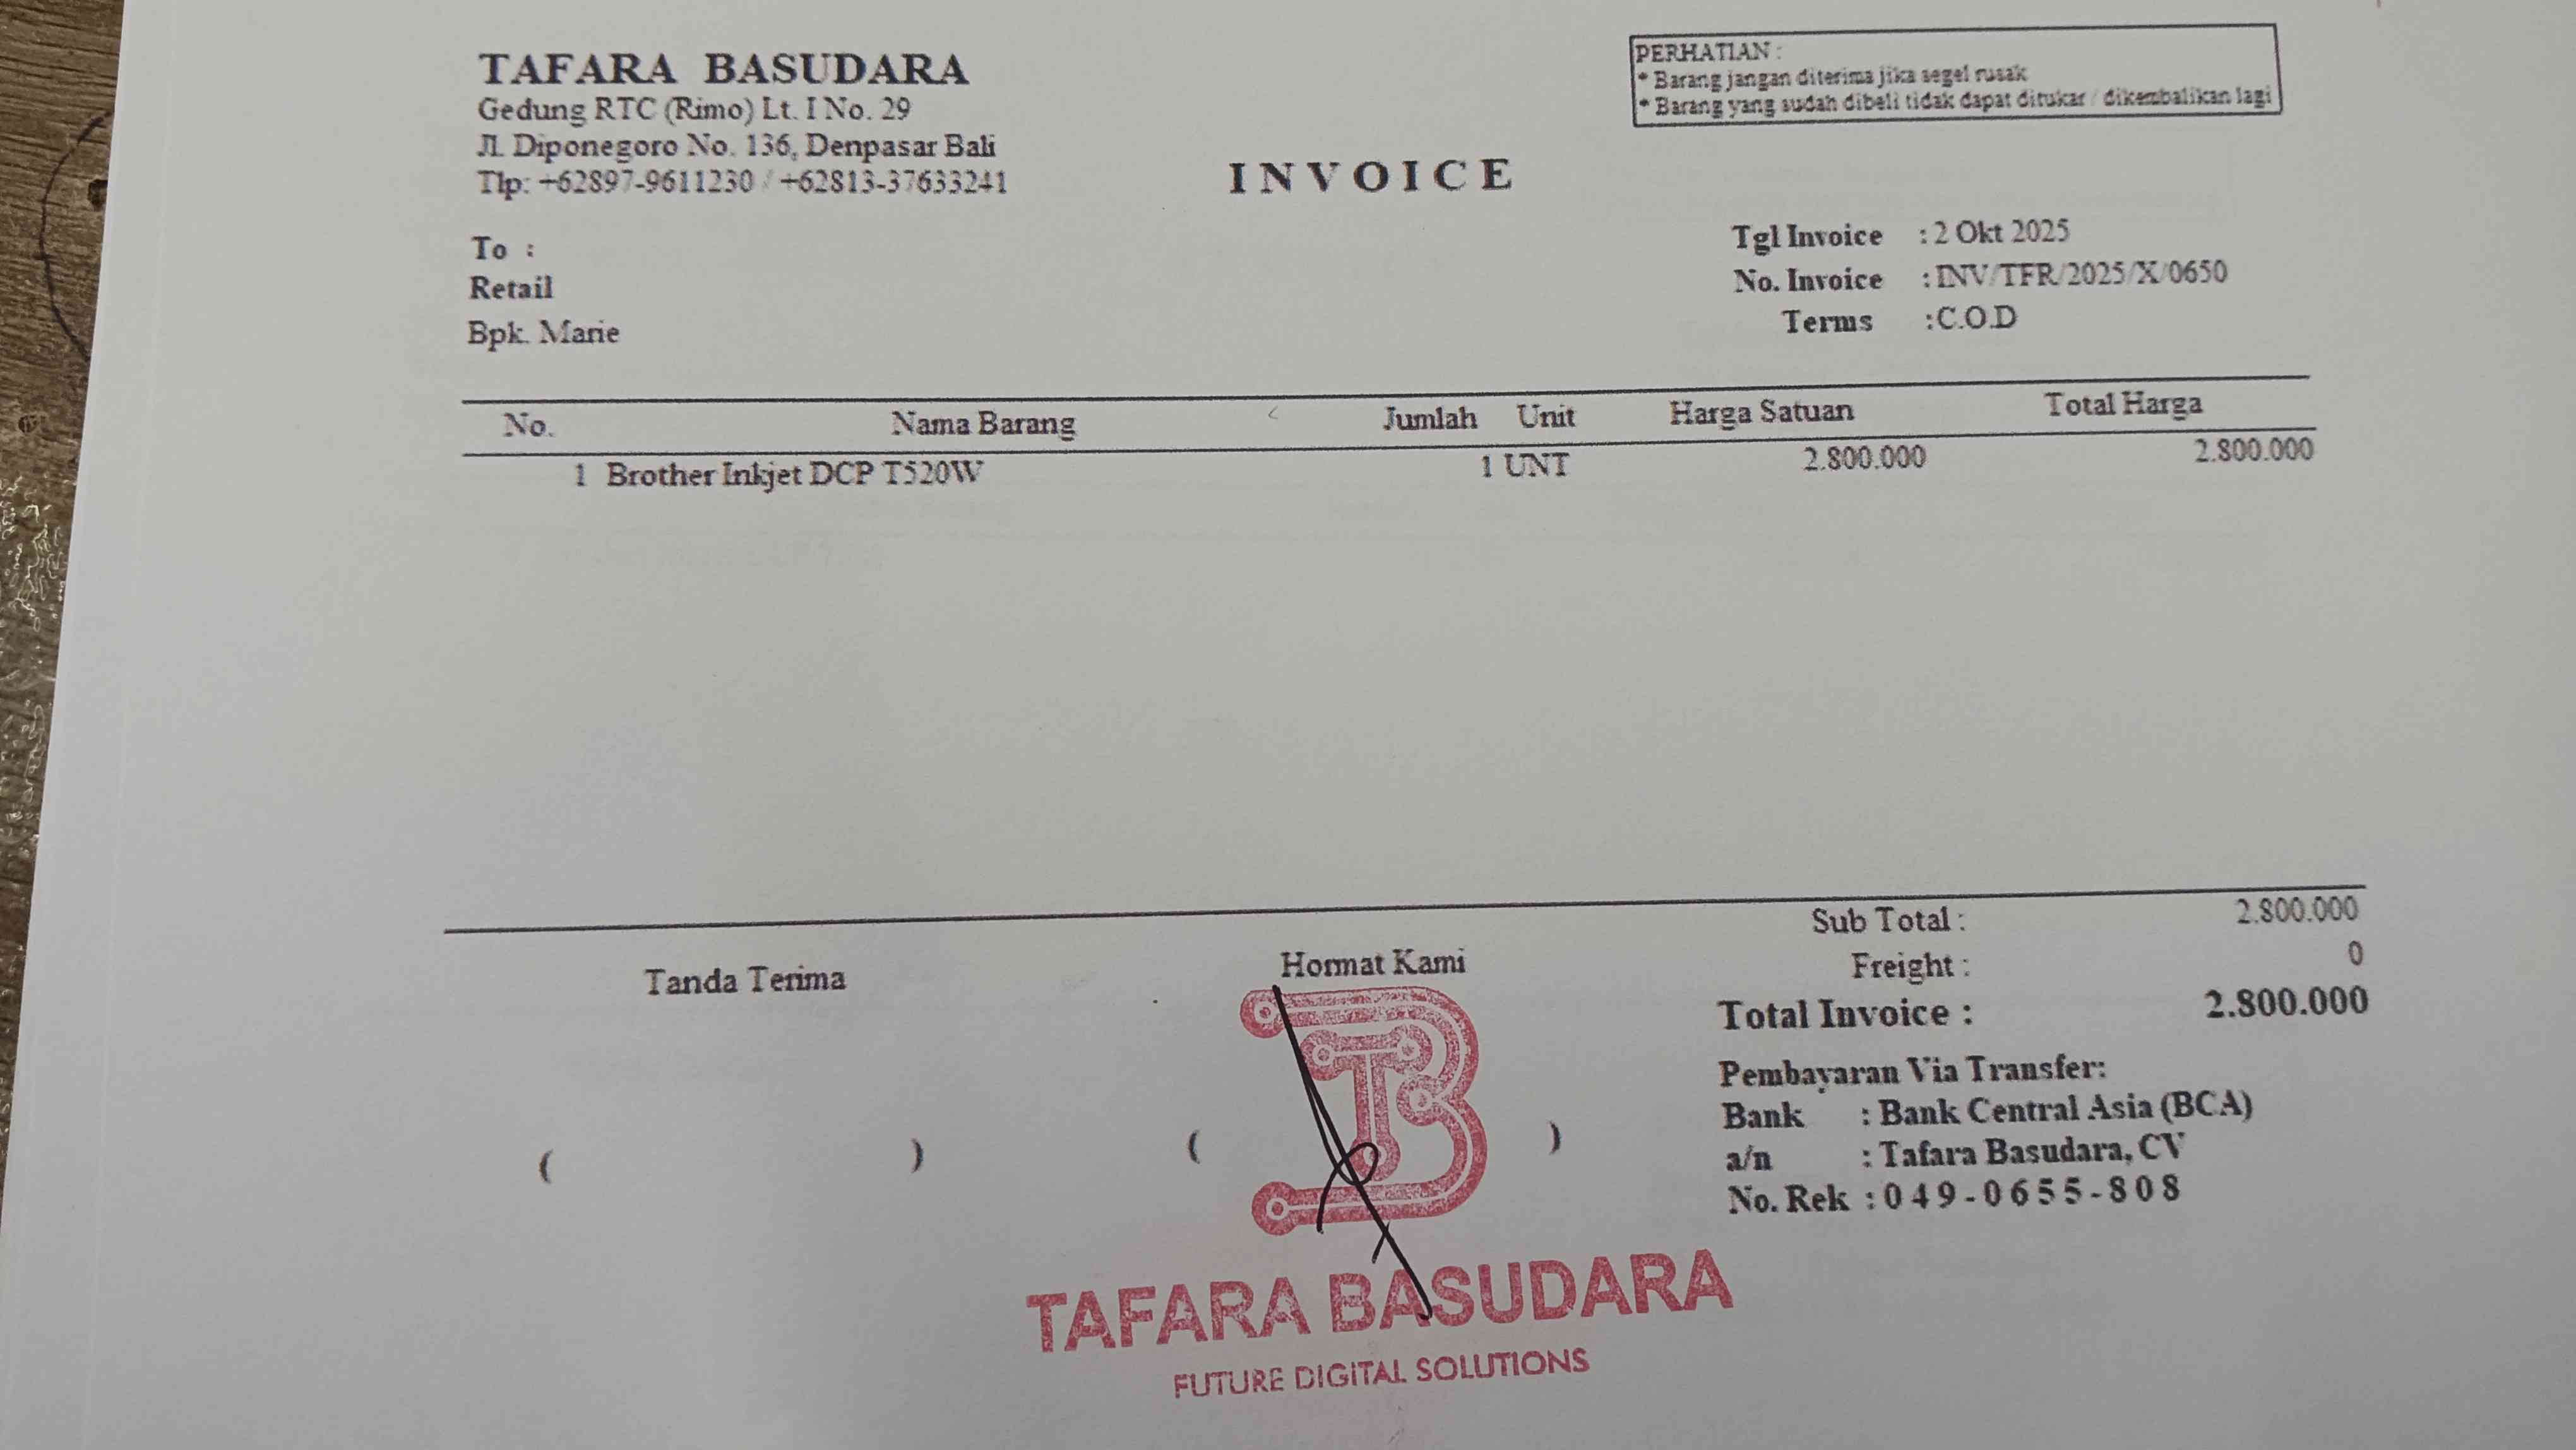 TAFARA BASUDARA
Gedung RTC (Rimo) Lt. I No. 29
Jl. Diponegoro No. 136, Denpasar Bali
Tlp: +62897-9611230 / +62813-37633241
PERHATIAN :
* Barang jangan diterima jika segel rusak
* Barang yang sudah dibeli tidak dapat ditukar / dikembalikan lagi
INVOICE
To :
Retail
Bpk. Marie
Tgl Invoice : 2 Okt 2025
No. Invoice : INV/TFR/2025/X/0650
Terms : C.O.D
No. Nama Barang Jumlah Unit Harga Satuan Total Harga
1 Brother Inkjet DCP T520W 1 UNT 2.800.000 2.800.000
Sub Total : 2.800.000
Freight : 0
Total Invoice : 2.800.000
Tanda Terima
Hormat Kami
( ) ( )
Pembayaran Via Transfer:
Bank : Bank Central Asia (BCA)
a/n : Tafara Basudara, CV
No. Rek : 049-0655-808
TAFARA BASUDARA
FUTURE DIGITAL SOLUTIONS